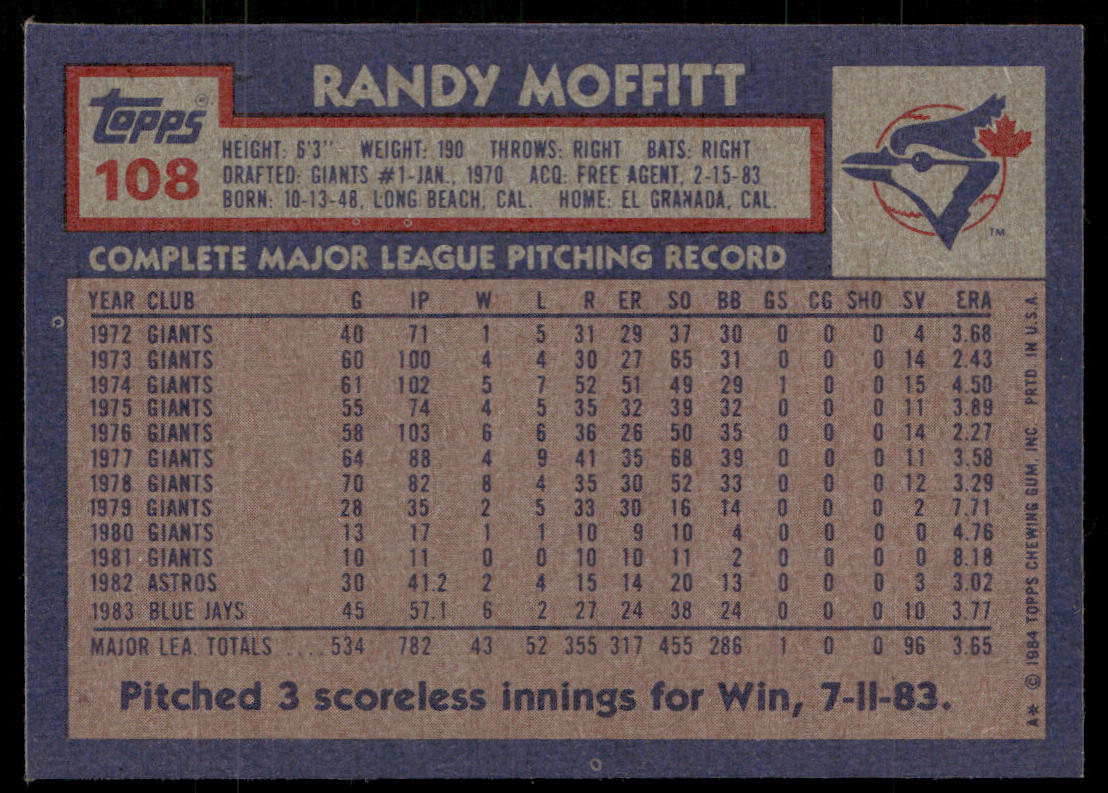 RANDY MOFFITT
Topps
108
HEIGHT: 6'3" WEIGHT: 190 THROWS: RIGHT BATS: RIGHT
DRAFTED: GIANTS #1-JAN., 1970 ACQ: FREE AGENT, 2-15-83
BORN: 10-13-48, LONG BEACH, CAL. HOME: EL GRANADA, CAL.
TM
COMPLETE MAJOR LEAGUE PITCHING RECORD
YEAR CLUB G IP W L R ER SO BB GS CG SHO SV ERA
1972 GIANTS 40 71 1 5 31 29 37 30 0 0 0 4 3.68
1973 GIANTS 60 100 4 4 30 27 65 31 0 0 0 14 2.43
1974 GIANTS 61 102 5 7 52 51 49 29 1 0 0 15 4.50
1975 GIANTS 55 74 4 5 35 32 39 32 0 0 0 11 3.89
1976 GIANTS 58 103 6 6 36 26 50 35 0 0 0 14 2.27
1977 GIANTS 64 88 4 9 41 35 68 39 0 0 0 11 3.58
1978 GIANTS 70 82 8 4 35 30 52 33 0 0 0 12 3.29
1979 GIANTS 28 35 2 5 33 30 16 14 0 0 0 2 7.71
1980 GIANTS 13 17 1 1 10 9 10 4 0 0 0 0 4.76
1981 GIANTS 10 11 0 0 10 10 11 2 0 0 0 0 8.18
1982 ASTROS 30 41.2 2 4 15 14 20 13 0 0 0 3 3.02
1983 BLUE JAYS 45 57.1 6 2 27 24 38 24 0 0 0 10 3.77
MAJOR LEA. TOTALS .... 534 782 43 52 355 317 455 286 1 0 0 96 3.65
Pitched 3 scoreless innings for Win, 7-11-83.
A* © 1984 TOPPS CHEWING GUM, INC. PRTD IN U.S.A.